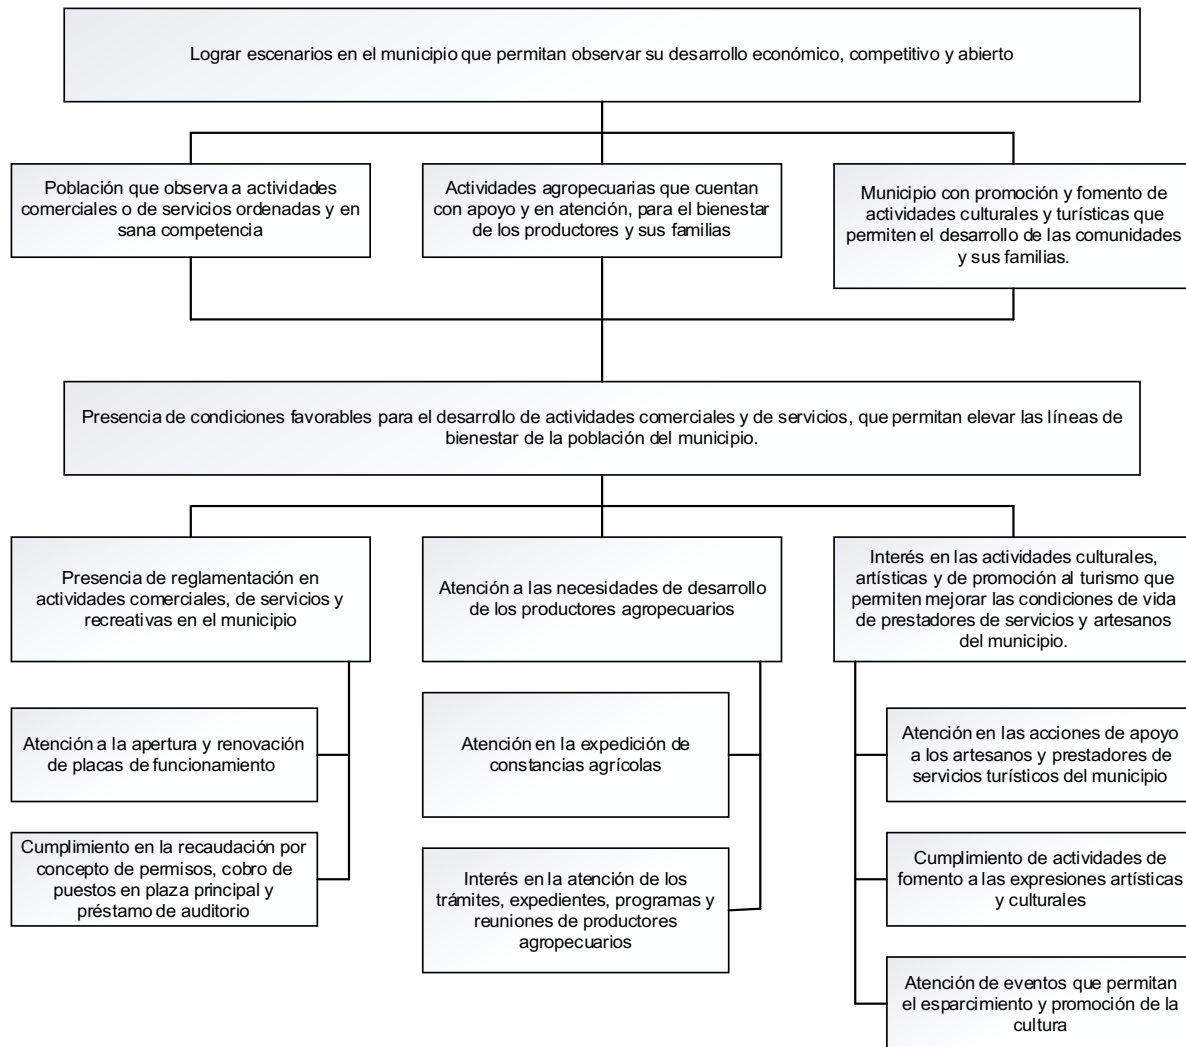 Lograr escenarios en el municipio que permitan observar su desarrollo económico, competitivo y abierto
Población que observa a actividades
comerciales o de servicios ordenadas y en
sana competencia
Actividades agropecuarias que cuentan
con apoyo y en atención, para el bienestar
de los productores y sus familias
Municipio con promoción y fomento de
actividades culturales y turísticas que
permiten el desarrollo de las comunidades
y sus familias.
Presencia de condiciones favorables para el desarrollo de actividades comerciales y de servicios, que permitan elevar las líneas de
bienestar de la población del municipio.
Presencia de reglamentación en
actividades comerciales, de servicios y
recreativas en el municipio
Atención a las necesidades de desarrollo
de los productores agropecuarios
Interés en las actividades culturales,
artísticas y de promoción al turismo que
permiten mejorar las condiciones de vida
de prestadores de servicios y artesanos
del municipio.
Atención a la apertura y renovación
de placas de funcionamiento
Atención en la expedición de
constancias agrícolas
Atención en las acciones de apoyo
a los artesanos y prestadores de
servicios turísticos del municipio
Cumplimiento en la recaudación por
concepto de permisos, cobro de
puestos en plaza principal y
préstamo de auditorio
Interés en la atención de los
trámites, expedientes, programas y
reuniones de productores
agropecuarios
Cumplimiento de actividades de
fomento a las expresiones artísticas
y culturales
Atención de eventos que permitan
el esparcimiento y promoción de la
cultura